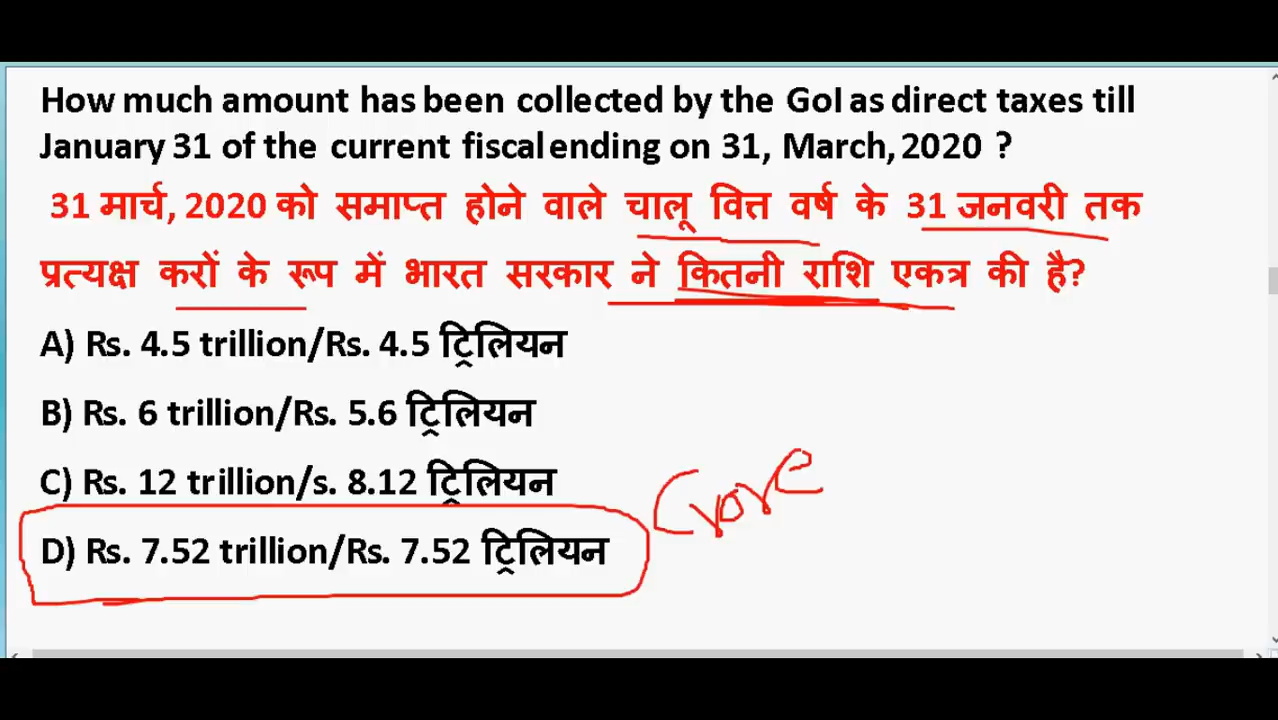 How much amount has been collected by the GoI as direct taxes till
January 31 of the current fiscal ending on 31, March, 2020 ?
31 मार्च, 2020 को समाप्त होने वाले चालू वित्त वर्ष के 31 जनवरी तक
प्रत्यक्ष करों के रूप में भारत सरकार ने कितनी राशि एकत्र की है?
A) Rs. 4.5 trillion/Rs. 4.5 ट्रिलियन
B) Rs. 6 trillion/Rs. 5.6 ट्रिलियन
C) Rs. 12 trillion/s. 8.12 ट्रिलियन
Crore
D) Rs. 7.52 trillion/Rs. 7.52 ट्रिलियन